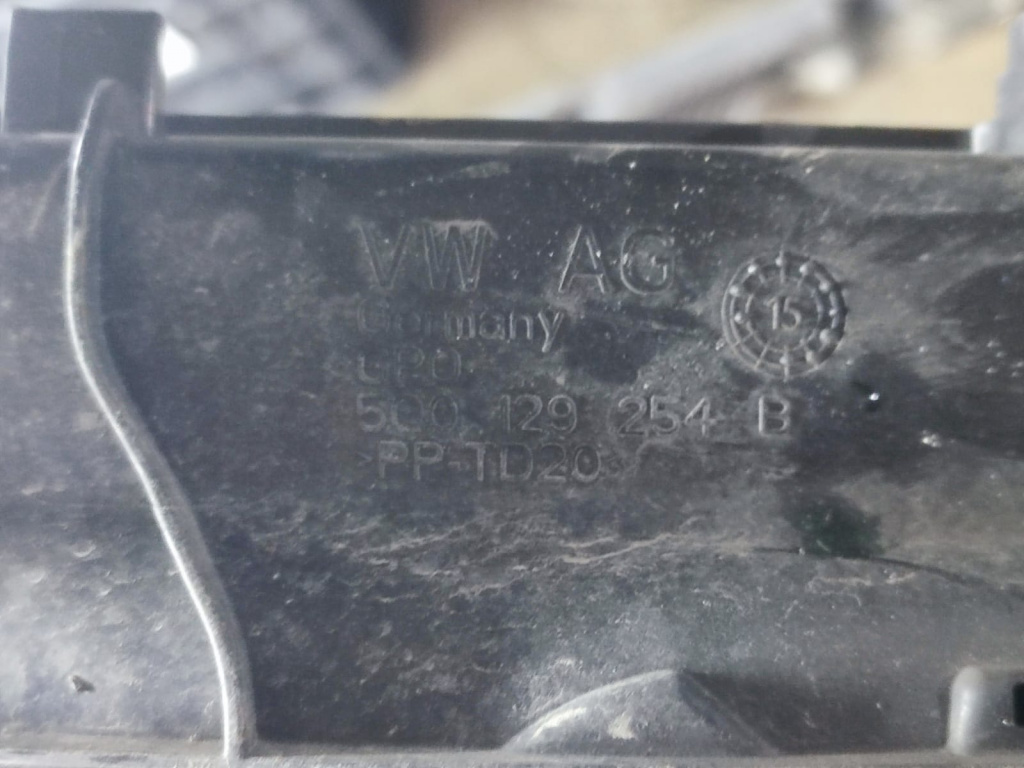 VW AG
15
Germany
5Q0 129 254 B
>PP-TD20<